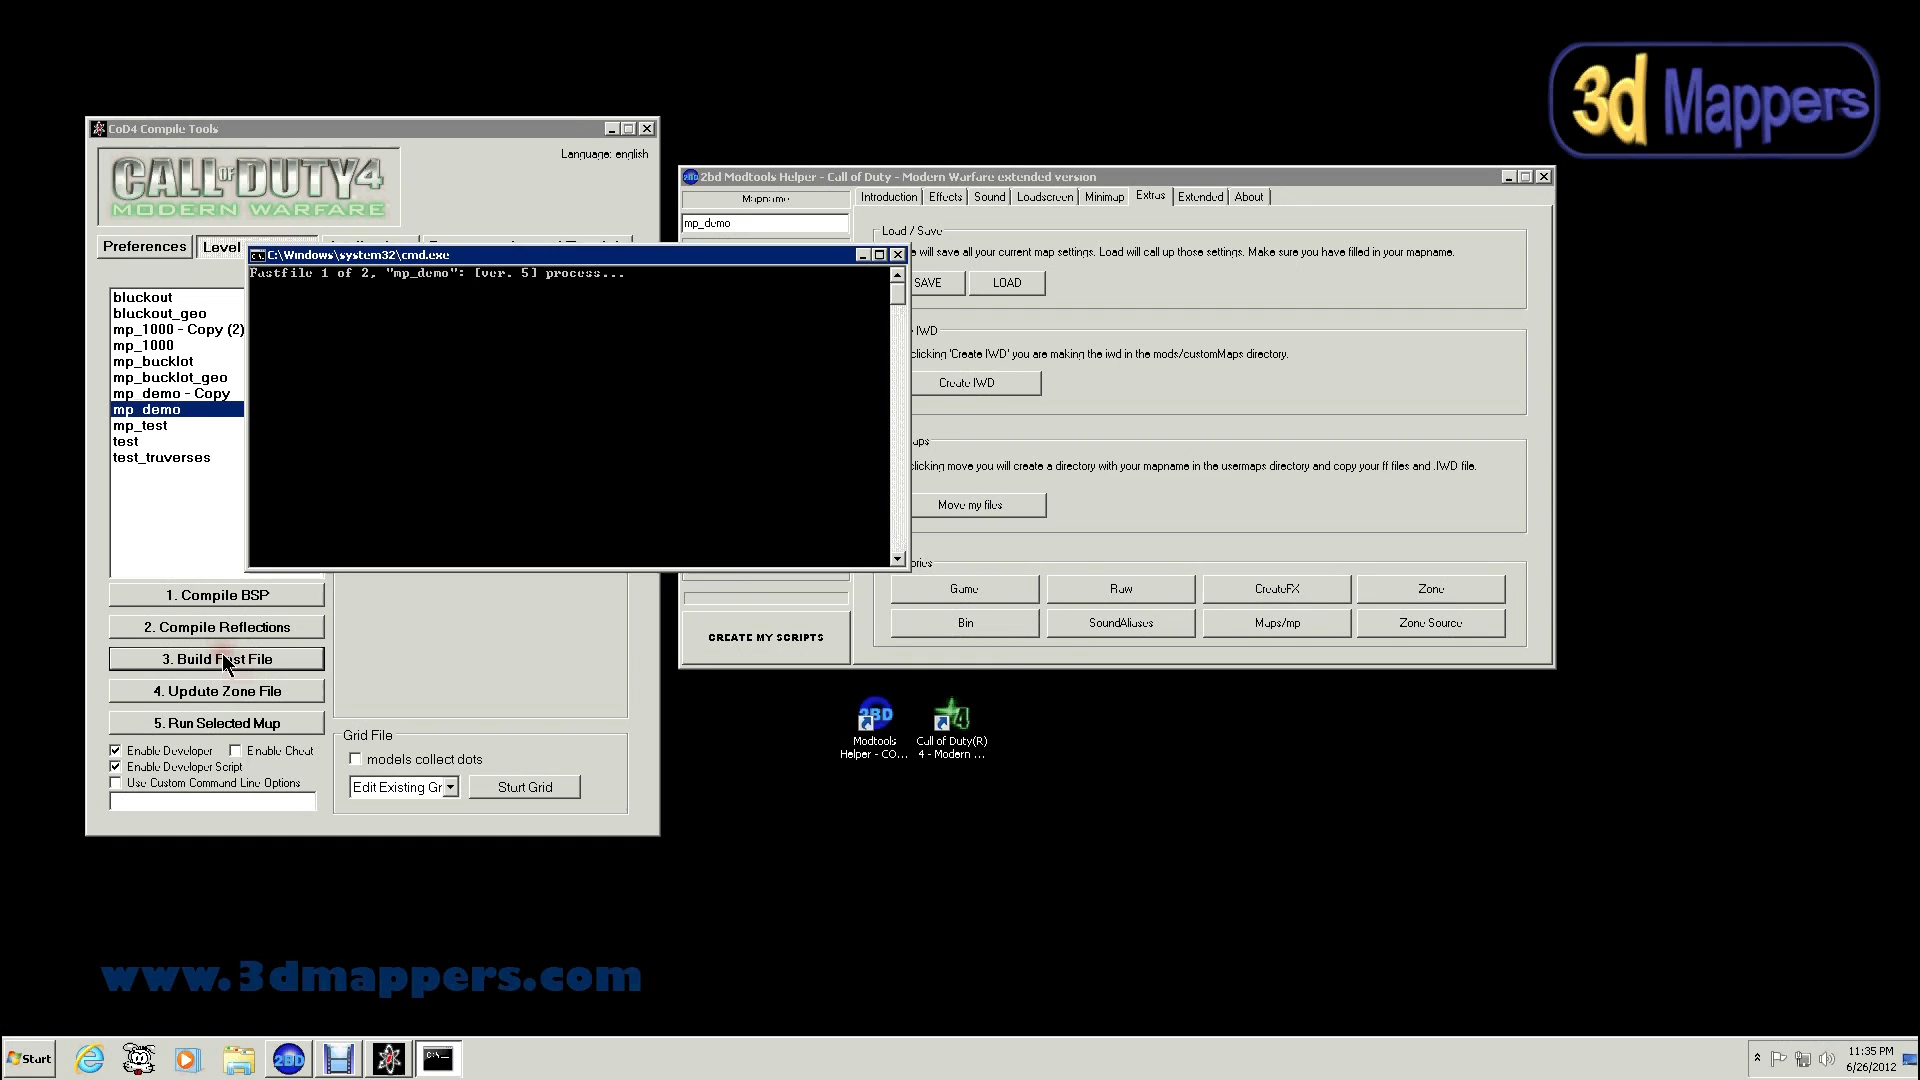 3d Mappers
CoD4 Compile Tools
Language: english
CALL OF DUTY 4
MODERN WARFARE
Preferences
Level
blackout
blackout_geo
mp_1000 - Copy (2)
mp_1000
mp_backlot
mp_backlot_geo
mp_demo - Copy
mp_demo
mp_test
test
test_traverses
1. Compile BSP
2. Compile Reflections
3. Build Fast File
4. Update Zone File
5. Run Selected Map
Enable Developer
Enable Cheat
Enable Developer Script
Use Custom Command Line Options
Grid File
models collect dots
Edit Existing Gr
Start Grid
C:\Windows\system32\cmd.exe
Fastfile 1 of 2, "mp_demo": [ver. 5] process...
2bd Modtools Helper - Call of Duty - Modern Warfare extended version
Mapname
mp_demo
Introduction
Effects
Sound
Loadscreen
Minimap
Extras
Extended
About
Load / Save
will save all your current map settings. Load will call up those settings. Make sure you have filled in your mapname.
SAVE
LOAD
IWD
clicking 'Create IWD' you are making the iwd in the mods/customMaps directory.
Create IWD
clicking move you will create a directory with your mapname in the usermaps directory and copy your ff files and .IWD file.
Move my files
Game
Raw
CreateFX
Zone
Bin
SoundAliases
Maps/mp
Zone Source
CREATE MY SCRIPTS
2BD
Modtools
Helper - CO...
4
Call of Duty(R)
4 - Modern ...
www.3dmappers.com
Start
2BD
C:\
11:35 PM
6/26/2012